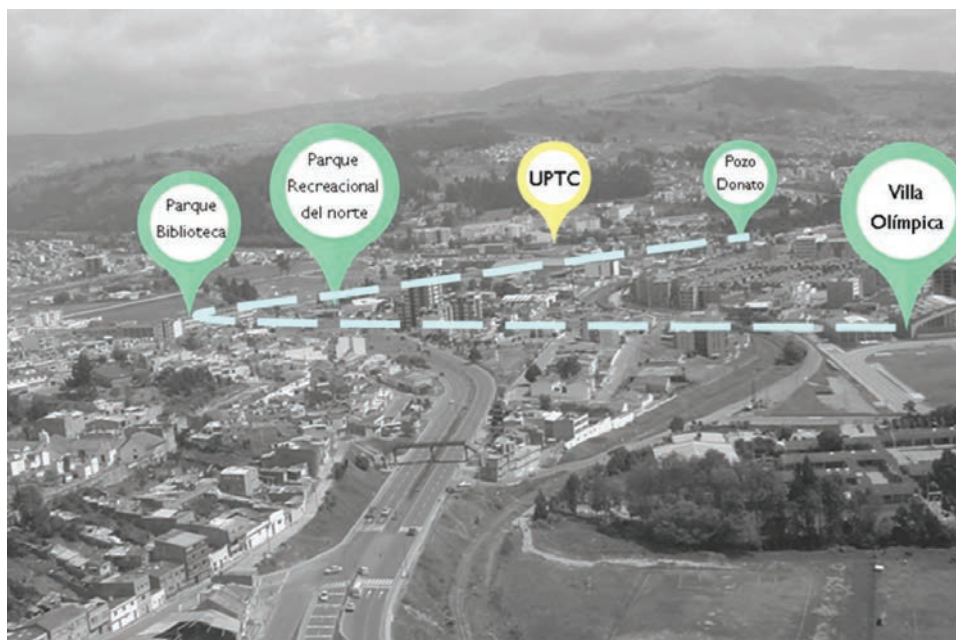 Parque
Biblioteca
Parque
Recreacional
del norte
UPTC
Pozo
Donato
Villa
Olímpica